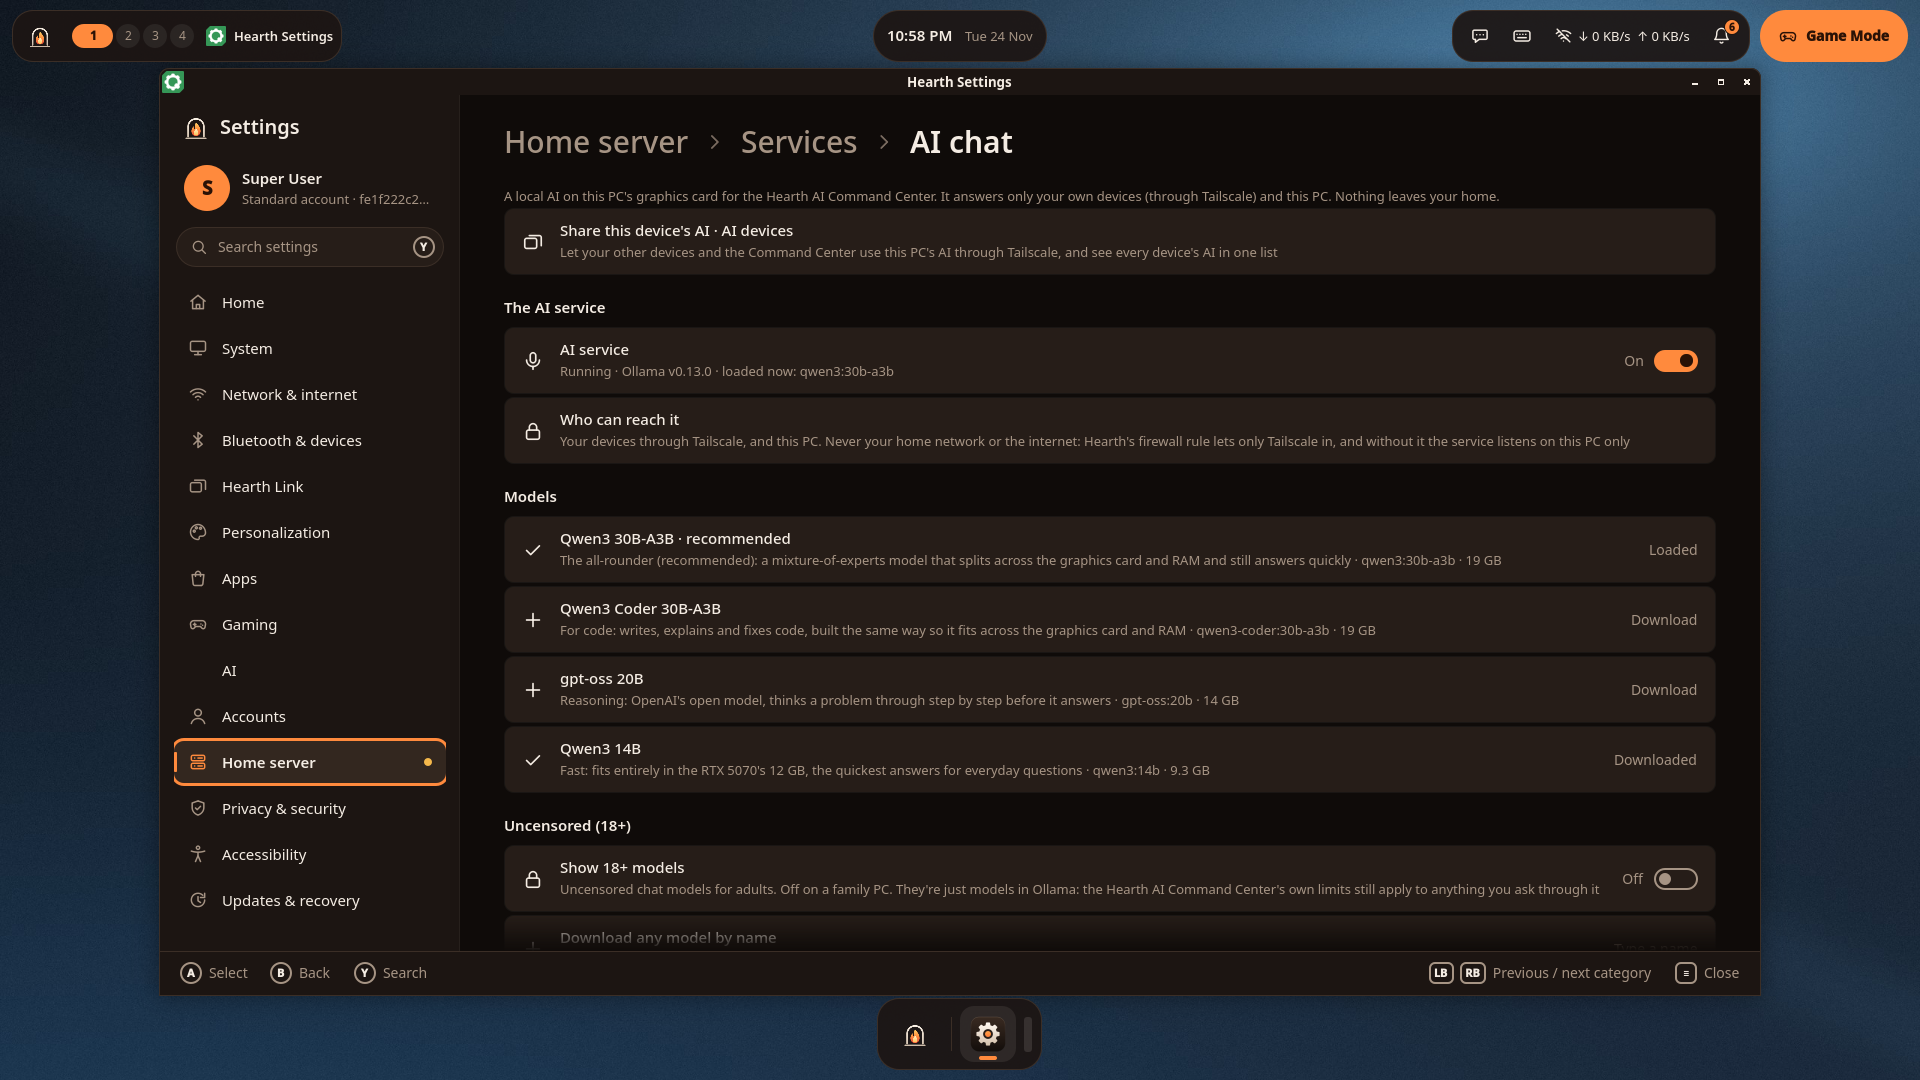 1 2 3 4 Hearth Settings
10:58 PM Tue 24 Nov
↓ 0 KB/s ↑ 0 KB/s 6 Game Mode
Hearth Settings
Settings
S Super User
Standard account · fe1f222c2...
Search settings Y
Home
System
Network & internet
Bluetooth & devices
Hearth Link
Personalization
Apps
Gaming
AI
Accounts
Home server
Privacy & security
Accessibility
Updates & recovery
Home server > Services > AI chat
A local AI on this PC's graphics card for the Hearth AI Command Center. It answers only your own devices (through Tailscale) and this PC. Nothing leaves your home.
Share this device's AI · AI devices
Let your other devices and the Command Center use this PC's AI through Tailscale, and see every device's AI in one list
The AI service
AI service
Running · Ollama v0.13.0 · loaded now: qwen3:30b-a3b
On
Who can reach it
Your devices through Tailscale, and this PC. Never your home network or the internet: Hearth's firewall rule lets only Tailscale in, and without it the service listens on this PC only
Models
Qwen3 30B-A3B · recommended
The all-rounder (recommended): a mixture-of-experts model that splits across the graphics card and RAM and still answers quickly · qwen3:30b-a3b · 19 GB
Loaded
Qwen3 Coder 30B-A3B
For code: writes, explains and fixes code, built the same way so it fits across the graphics card and RAM · qwen3-coder:30b-a3b · 19 GB
Download
gpt-oss 20B
Reasoning: OpenAI's open model, thinks a problem through step by step before it answers · gpt-oss:20b · 14 GB
Download
Qwen3 14B
Fast: fits entirely in the RTX 5070's 12 GB, the quickest answers for everyday questions · qwen3:14b · 9.3 GB
Downloaded
Uncensored (18+)
Show 18+ models
Uncensored chat models for adults. Off on a family PC. They're just models in Ollama: the Hearth AI Command Center's own limits still apply to anything you ask through it
Off
Download any model by name
Type a name
A Select B Back Y Search
LB RB Previous / next category ≡ Close